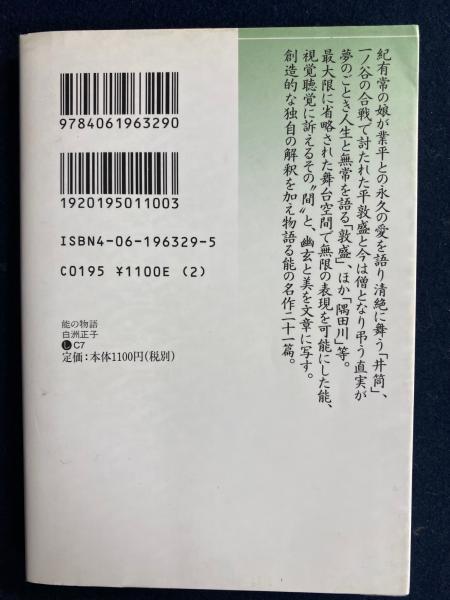 紀有常の娘が業平との永久の愛を語り清絶に舞う「井筒」、
一ノ谷の合戦で討たれた平敦盛と今は僧となり弔う直実が
夢のごとき人生と無常を語る「敦盛」、ほか「隅田川」等。
最大限に省略された舞台空間で無限の表現を可能にした能、
視覚聴覚に訴えるその〝間〟と、幽玄と美を文章に写す。
創造的な独自の解釈を加え物語る能の名作二十一篇。
9784061963290
1920195011003
ISBN4-06-196329-5
C0195 ¥1100E (2)
能の物語
白洲正子
L C7
定価:本体1100円(税別)